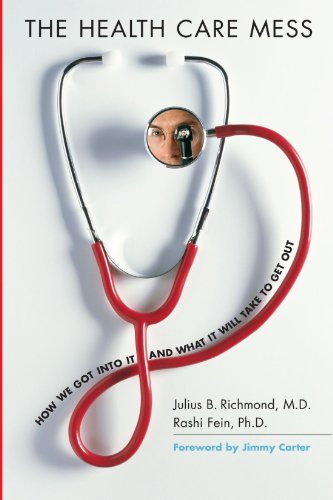 THE HEALTH CARE MESS
HOW WE GOT INTO IT AND WHAT IT WILL TAKE TO GET OUT
Julius B. Richmond, M.D.
Rashi Fein, Ph.D.
Foreword by Jimmy Carter